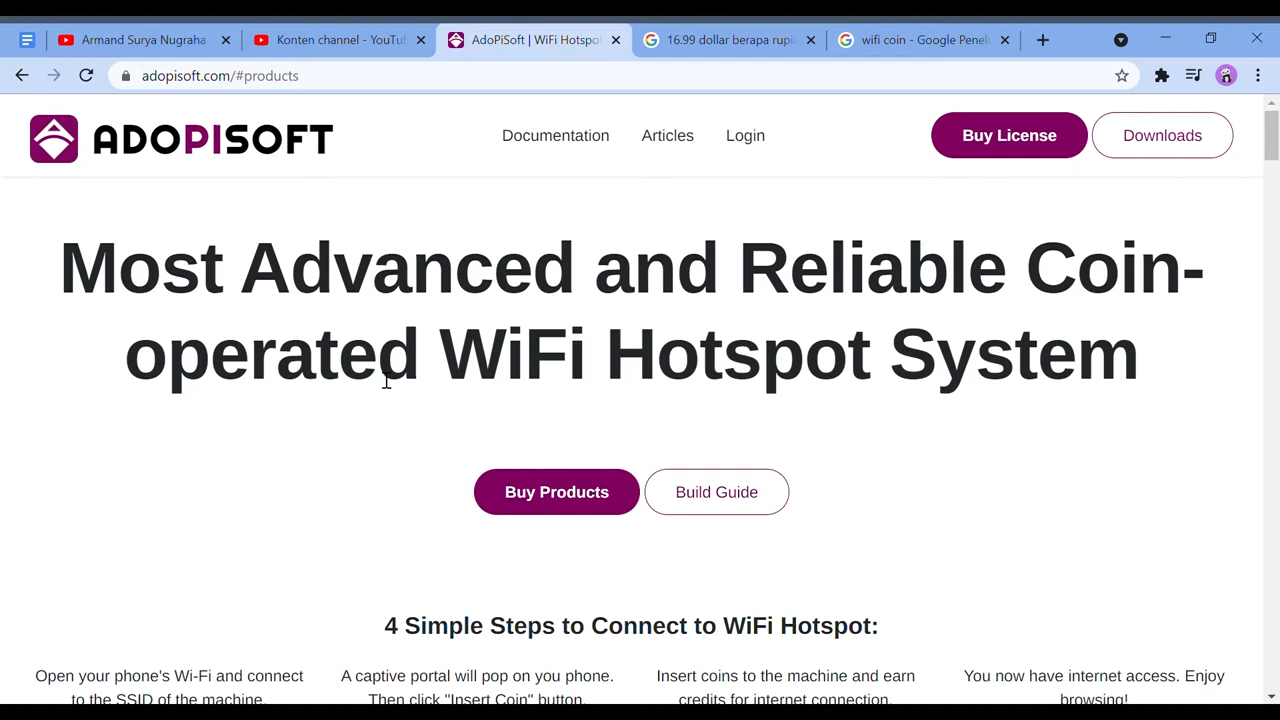 Armand Surya Nugraha
Konten channel - YouTu
AdoPiSoft | WiFi Hotspo
16.99 dollar berapa rupi
wifi coin - Google Penel
adopisoft.com/#products
ADOPISOFT
Documentation
Articles
Login
Buy License
Downloads
Most Advanced and Reliable Coin-
operated WiFi Hotspot System
Buy Products
Build Guide
4 Simple Steps to Connect to WiFi Hotspot:
Open your phone's Wi-Fi and connect
to the SSID of the machine.
A captive portal will pop on you phone.
Then click "Insert Coin" button.
Insert coins to the machine and earn
credits for internet connection.
You now have internet access. Enjoy
browsing!